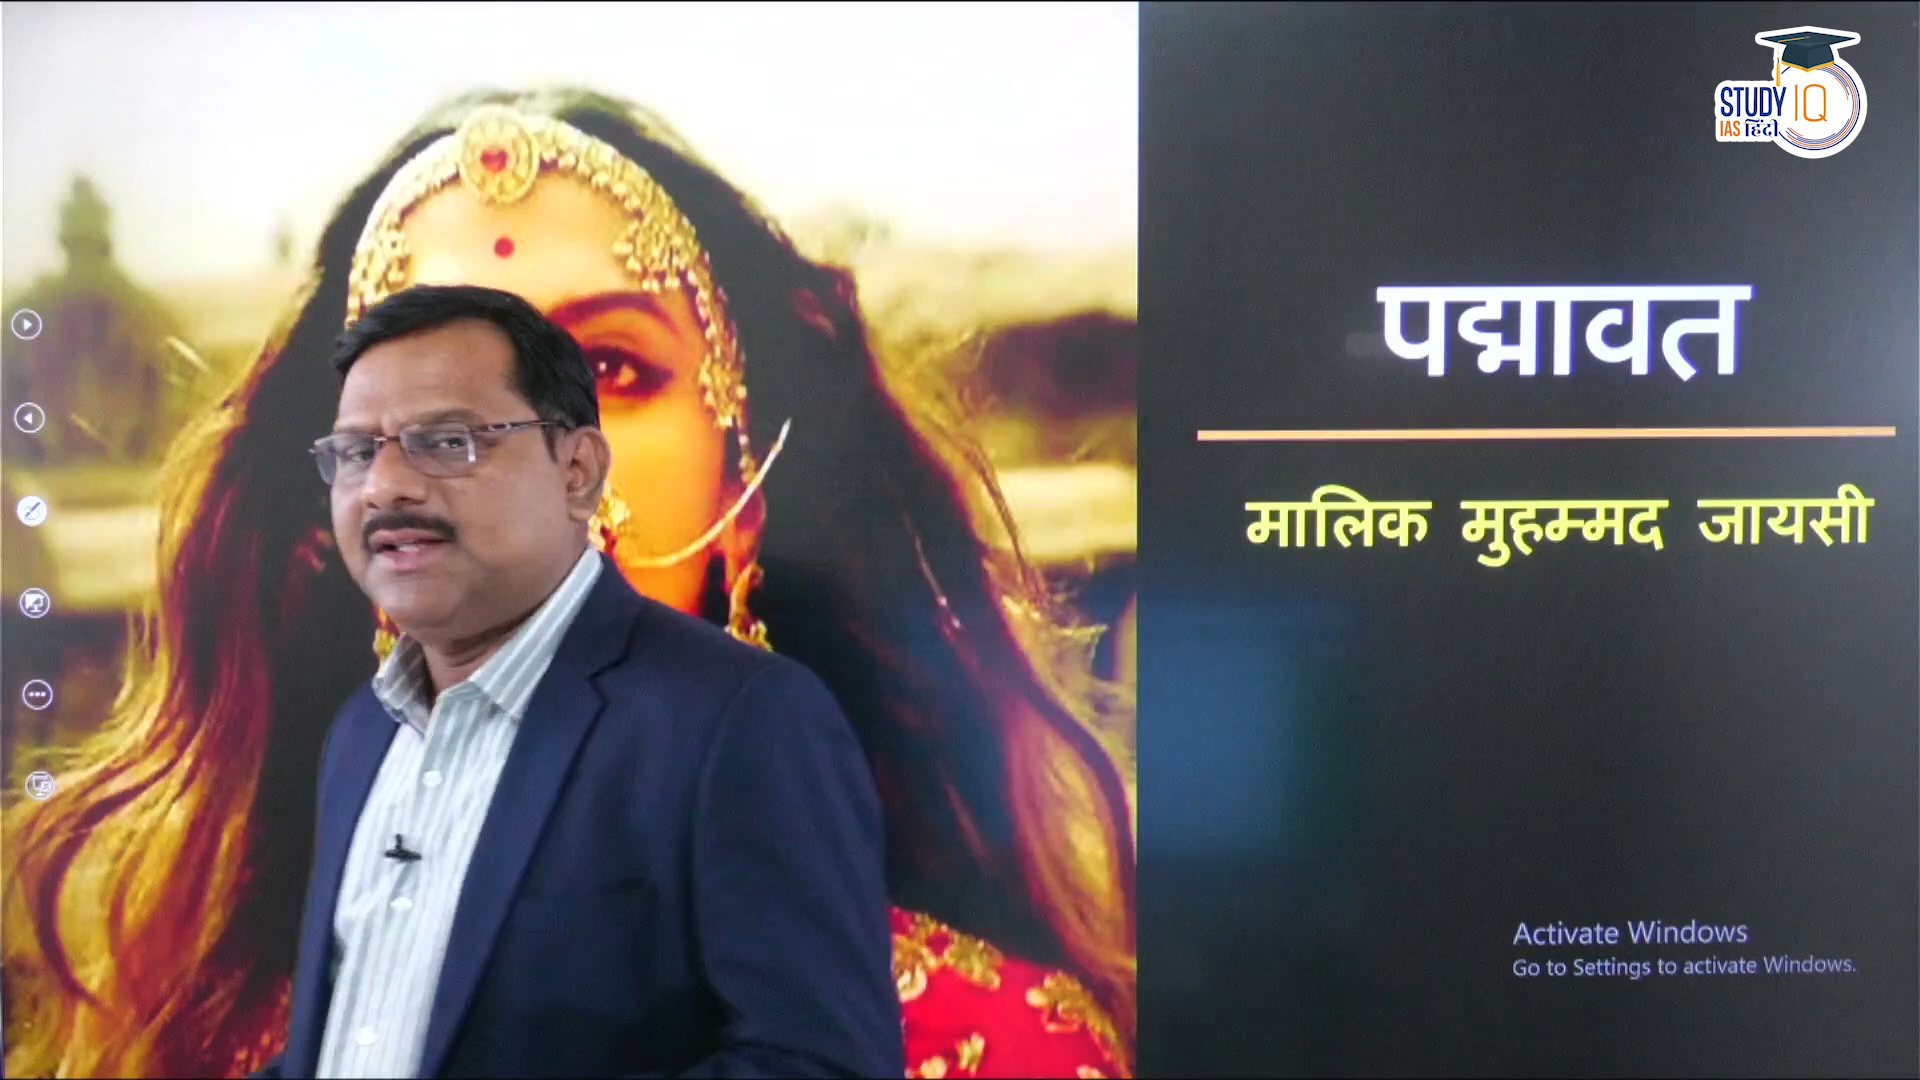 STUDY IQ
IAS हिंदी
पद्मावत
मालिक मुहम्मद जायसी
Activate Windows
Go to Settings to activate Windows.